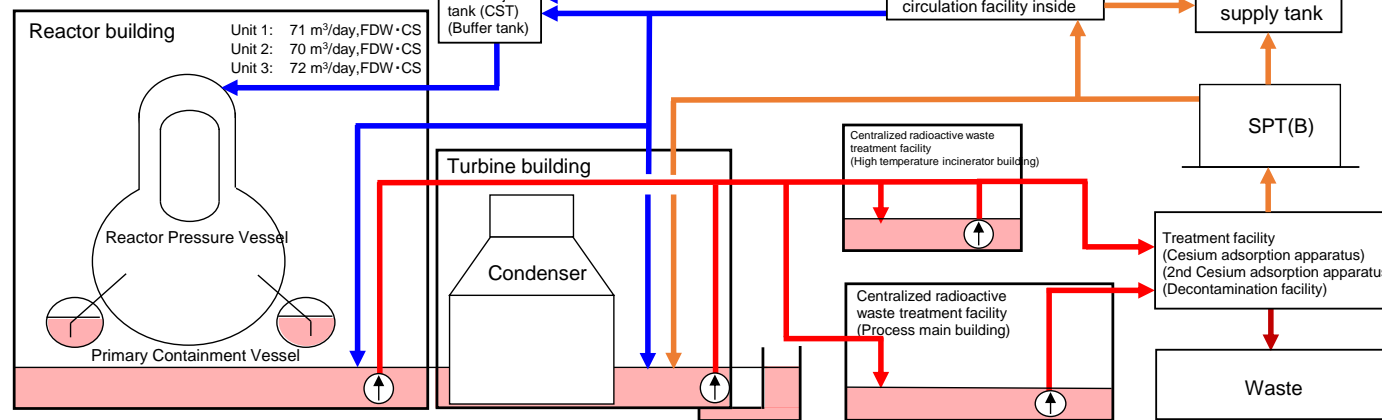 tank (CST)
(Buffer tank)
circulation facility inside
supply tank
Reactor building
Unit 1: 71 m³/day,FDW・CS
Unit 2: 70 m³/day,FDW・CS
Unit 3: 72 m³/day,FDW・CS
SPT(B)
Centralized radioactive waste
treatment facility
(High temperature incinerator building)
Turbine building
Reactor Pressure Vessel
Condenser
Treatment facility
(Cesium adsorption apparatus)
(2nd Cesium adsorption apparatus
(Decontamination facility)
Centralized radioactive
waste treatment facility
(Process main building)
Primary Containment Vessel
Waste